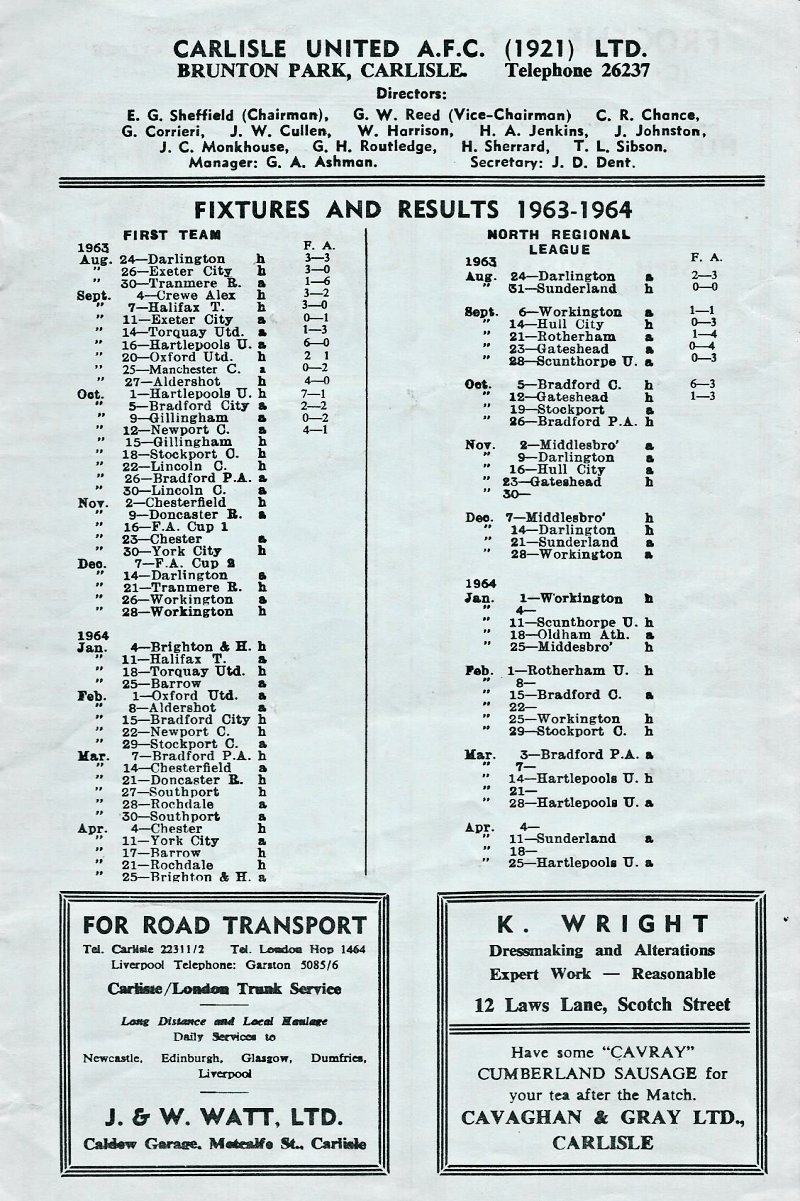 CARLISLE UNITED A.F.C. (1921) LTD.
BRUNTON PARK, CARLISLE. Telephone 26237
Directors:
E. G. Sheffield (Chairman), G. W. Reed (Vice-Chairman) C. R. Chance,
G. Corrieri, J. W. Cullen, W. Harrison, H. A. Jenkins, J. Johnston,
J. C. Monkhouse, G. H. Routledge, H. Sherrard, T. L. Sibson.
Manager: G. A. Ashman. Secretary: J. D. Dent.
FIXTURES AND RESULTS 1963-1964
FIRST TEAM
1963 F. A.
Aug. 24—Darlington h 3—3
" 26—Exeter City h 3—0
" 30—Tranmere R. a 1—6
Sept. 4—Crewe Alex h 3—2
" 7—Halifax T. h 3—0
" 11—Exeter City a 0—1
" 14—Torquay Utd. a 1—3
" 16—Hartlepools U. a 6—0
" 20—Oxford Utd. h 2 1
" 25—Manchester C. a 0—2
" 27—Aldershot h 4—0
Oct. 1—Hartlepools U. h 7—1
" 5—Bradford City a 2—2
" 9—Gillingham a 0—2
" 12—Newport C. a 4—1
" 15—Gillingham h
" 18—Stockport C. h
" 22—Lincoln C. h
" 26—Bradford P.A. a
" 30—Lincoln C. a
Nov. 2—Chesterfield h
" 9—Doncaster R. a
" 16—F.A. Cup 1
" 23—Chester a
" 30—York City h
Dec. 7—F.A. Cup 2
" 14—Darlington a
" 21—Tranmere R. h
" 26—Workington a
" 28—Workington h
1964
Jan. 4—Brighton & H. h
" 11—Halifax T. a
" 18—Torquay Utd. h
" 25—Barrow a
Feb. 1—Oxford Utd. a
" 8—Aldershot a
" 15—Bradford City h
" 22—Newport C. h
" 29—Stockport C. a
Mar. 7—Bradford P.A. h
" 14—Chesterfield a
" 21—Doncaster R. h
" 27—Southport h
" 28—Rochdale a
" 30—Southport a
Apr. 4—Chester h
" 11—York City a
" 17—Barrow h
" 21—Rochdale h
" 25—Brighton & H. a
NORTH REGIONAL
LEAGUE
1963 F. A.
Aug. 24—Darlington a 2—3
" 31—Sunderland h 0—0
Sept. 6—Workington a 1—1
" 14—Hull City h 0—3
" 21—Rotherham a 1—4
" 23—Gateshead a 0—4
" 28—Scunthorpe U. a 0—3
Oct. 5—Bradford C. h 6—3
" 12—Gateshead h 1—3
" 19—Stockport a
" 26—Bradford P.A. h
Nov. 2—Middlesbro' a
" 9—Darlington a
" 16—Hull City a
" 23—Gateshead h
" 30—
Dec. 7—Middlesbro' h
" 14—Darlington h
" 21—Sunderland a
" 28—Workington a
1964
Jan. 1—Workington h
" 4—
" 11—Scunthorpe U. h
" 18—Oldham Ath. a
" 25—Middesbro' h
Feb. 1—Rotherham U. h
" 8—
" 15—Bradford C. a
" 22—
" 25—Workington h
" 29—Stockport C. h
Mar. 3—Bradford P.A. a
" 7—
" 14—Hartlepools U. h
" 21—
" 28—Hartlepools U. a
Apr. 4—
" 11—Sunderland a
" 18—
" 25—Hartlepools U. a
FOR ROAD TRANSPORT
Tel. Carlisle 22311/2 Tel. London Hop 1464
Liverpool Telephone: Garston 5085/6
Carlisle/London Trunk Service
Long Distance and Local Haulage
Daily Services to
Newcastle, Edinburgh, Glasgow, Dumfries,
Liverpool
J. & W. WATT, LTD.
Caldew Garage, Metcalfe St., Carlisle
K. WRIGHT
Dressmaking and Alterations
Expert Work — Reasonable
12 Laws Lane, Scotch Street
Have some "CAVRAY"
CUMBERLAND SAUSAGE for
your tea after the Match.
CAVAGHAN & GRAY LTD.,
CARLISLE